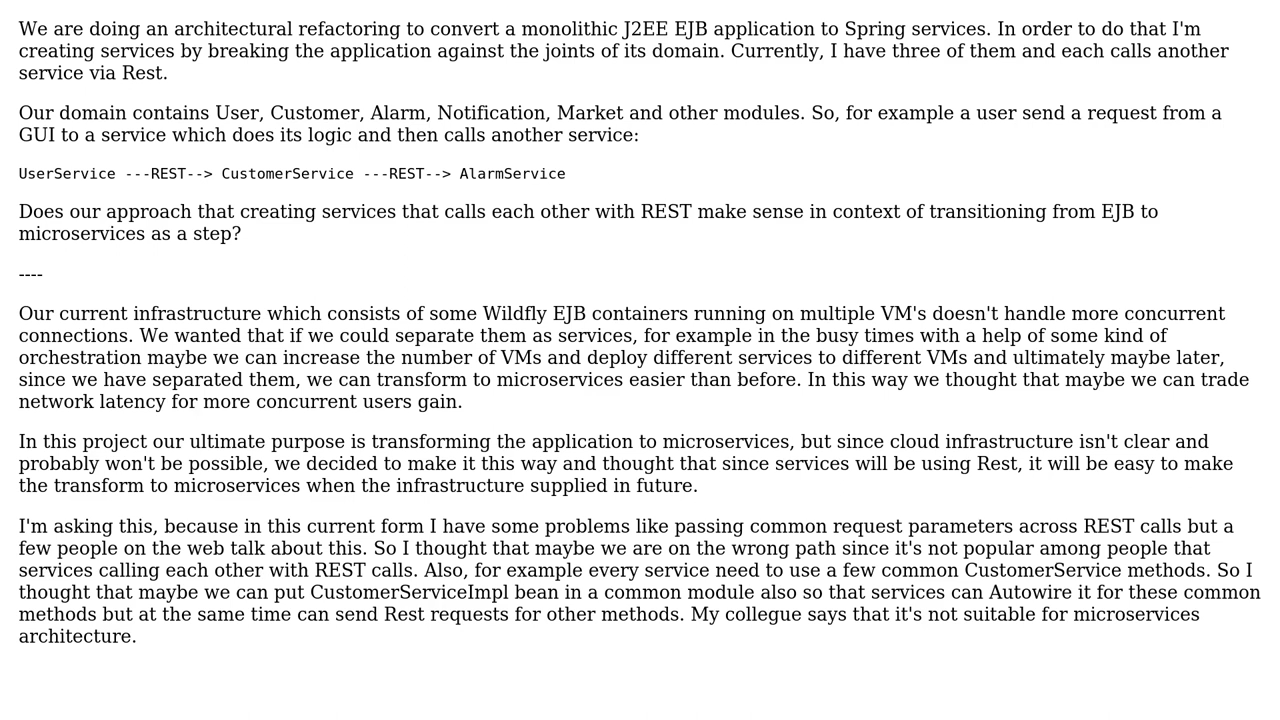 We are doing an architectural refactoring to convert a monolithic J2EE EJB application to Spring services. In order to do that I'm
creating services by breaking the application against the joints of its domain. Currently, I have three of them and each calls another
service via Rest.
Our domain contains User, Customer, Alarm, Notification, Market and other modules. So, for example a user send a request from a
GUI to a service which does its logic and then calls another service:
UserService ---REST--> CustomerService ---REST--> AlarmService
Does our approach that creating services that calls each other with REST make sense in context of transitioning from EJB to
microservices as a step?
----
Our current infrastructure which consists of some Wildfly EJB containers running on multiple VM's doesn't handle more concurrent
connections. We wanted that if we could separate them as services, for example in the busy times with a help of some kind of
orchestration maybe we can increase the number of VMs and deploy different services to different VMs and ultimately maybe later,
since we have separated them, we can transform to microservices easier than before. In this way we thought that maybe we can trade
network latency for more concurrent users gain.
In this project our ultimate purpose is transforming the application to microservices, but since cloud infrastructure isn't clear and
probably won't be possible, we decided to make it this way and thought that since services will be using Rest, it will be easy to make
the transform to microservices when the infrastructure supplied in future.
I'm asking this, because in this current form I have some problems like passing common request parameters across REST calls but a
few people on the web talk about this. So I thought that maybe we are on the wrong path since it's not popular among people that
services calling each other with REST calls. Also, for example every service need to use a few common CustomerService methods. So I
thought that maybe we can put CustomerServiceImpl bean in a common module also so that services can Autowire it for these common
methods but at the same time can send Rest requests for other methods. My collegue says that it's not suitable for microservices
architecture.